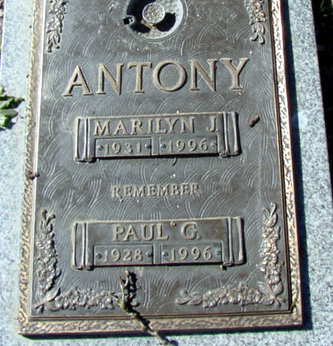 ANTONY
MARILYN J.
1931 1996
REMEMBER
PAUL G.
1928 1996